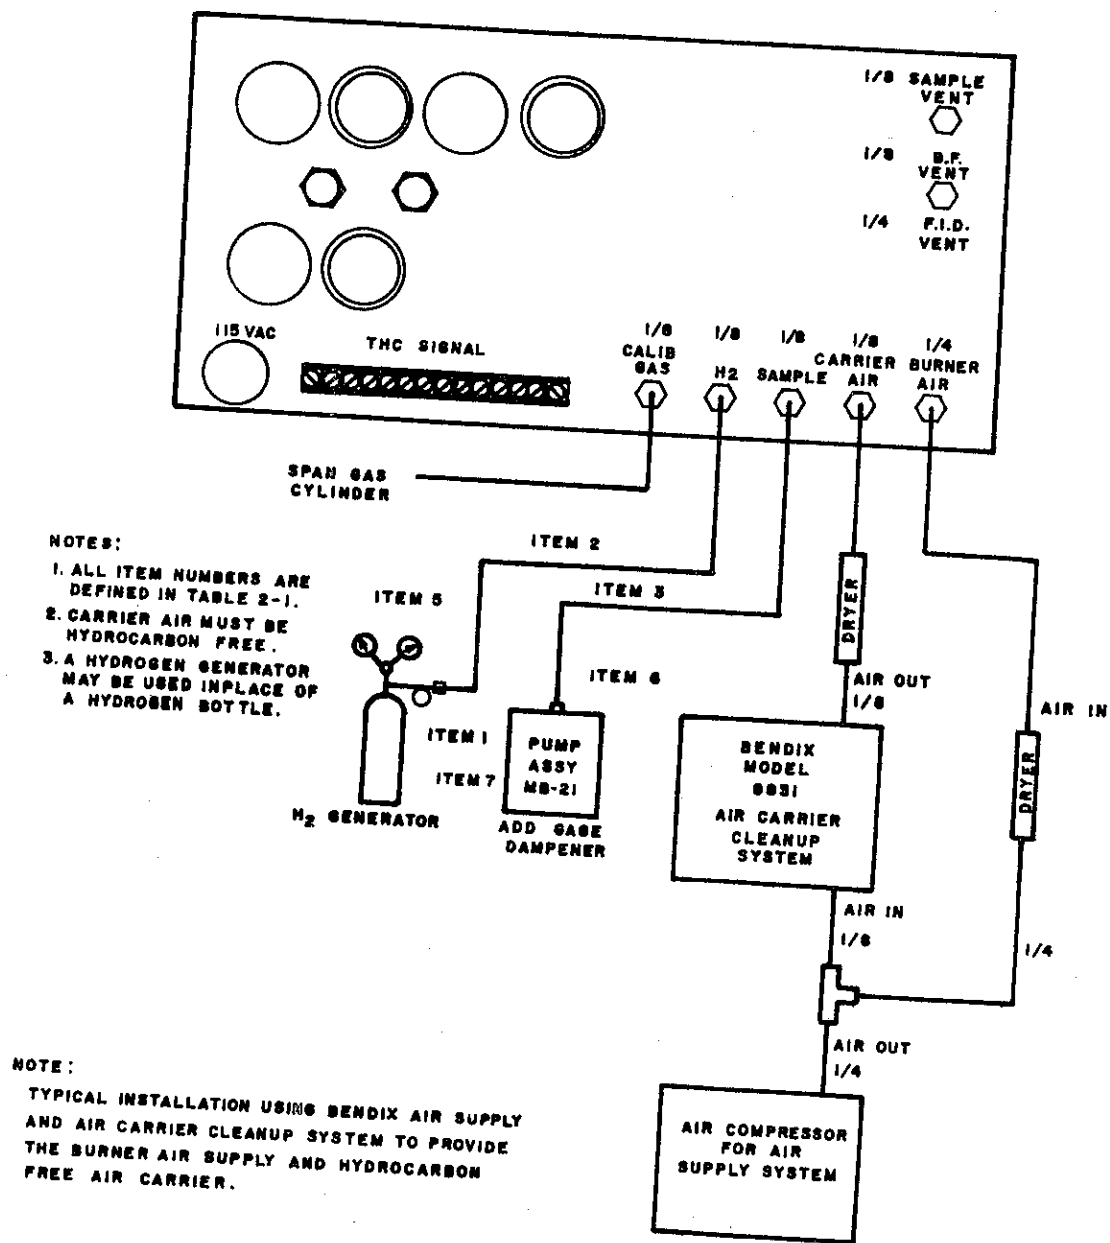 1/8 SAMPLE
VENT
1/8 B.F.
VENT
1/4 F.I.D.
VENT
115 VAC
THC SIGNAL
1/8
CALIB
GAS
1/8
H2
1/8
SAMPLE
1/8
CARRIER
AIR
1/4
BURNER
AIR
SPAN GAS
CYLINDER
NOTES:
1. ALL ITEM NUMBERS ARE
DEFINED IN TABLE 2-1.
2. CARRIER AIR MUST BE
HYDROCARBON FREE.
3. A HYDROGEN GENERATOR
MAY BE USED INPLACE OF
A HYDROGEN BOTTLE.
ITEM 2
ITEM 5
ITEM 3
ITEM 6
ITEM 1
ITEM 7
H2 GENERATOR
PUMP
ASSY
MB-21
ADD GAGE
DAMPENER
DRYER
AIR OUT
1/8
BENDIX
MODEL
8831
AIR CARRIER
CLEANUP
SYSTEM
AIR IN
DRYER
AIR IN
1/8
1/4
AIR OUT
1/4
AIR COMPRESSOR
FOR AIR
SUPPLY SYSTEM
NOTE:
TYPICAL INSTALLATION USING BENDIX AIR SUPPLY
AND AIR CARRIER CLEANUP SYSTEM TO PROVIDE
THE BURNER AIR SUPPLY AND HYDROCARBON
FREE AIR CARRIER.